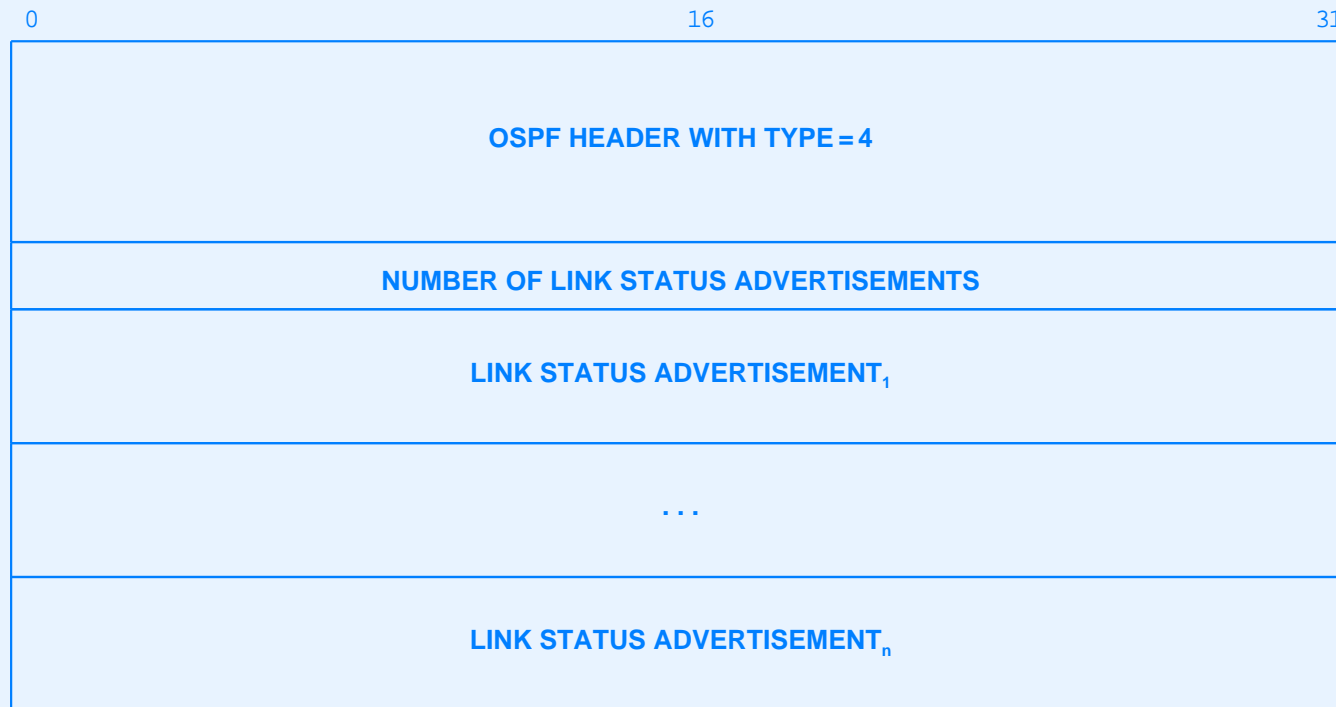 0 16 31
OSPF HEADER WITH TYPE = 4
NUMBER OF LINK STATUS ADVERTISEMENTS
LINK STATUS ADVERTISEMENT1
. . .
LINK STATUS ADVERTISEMENTn